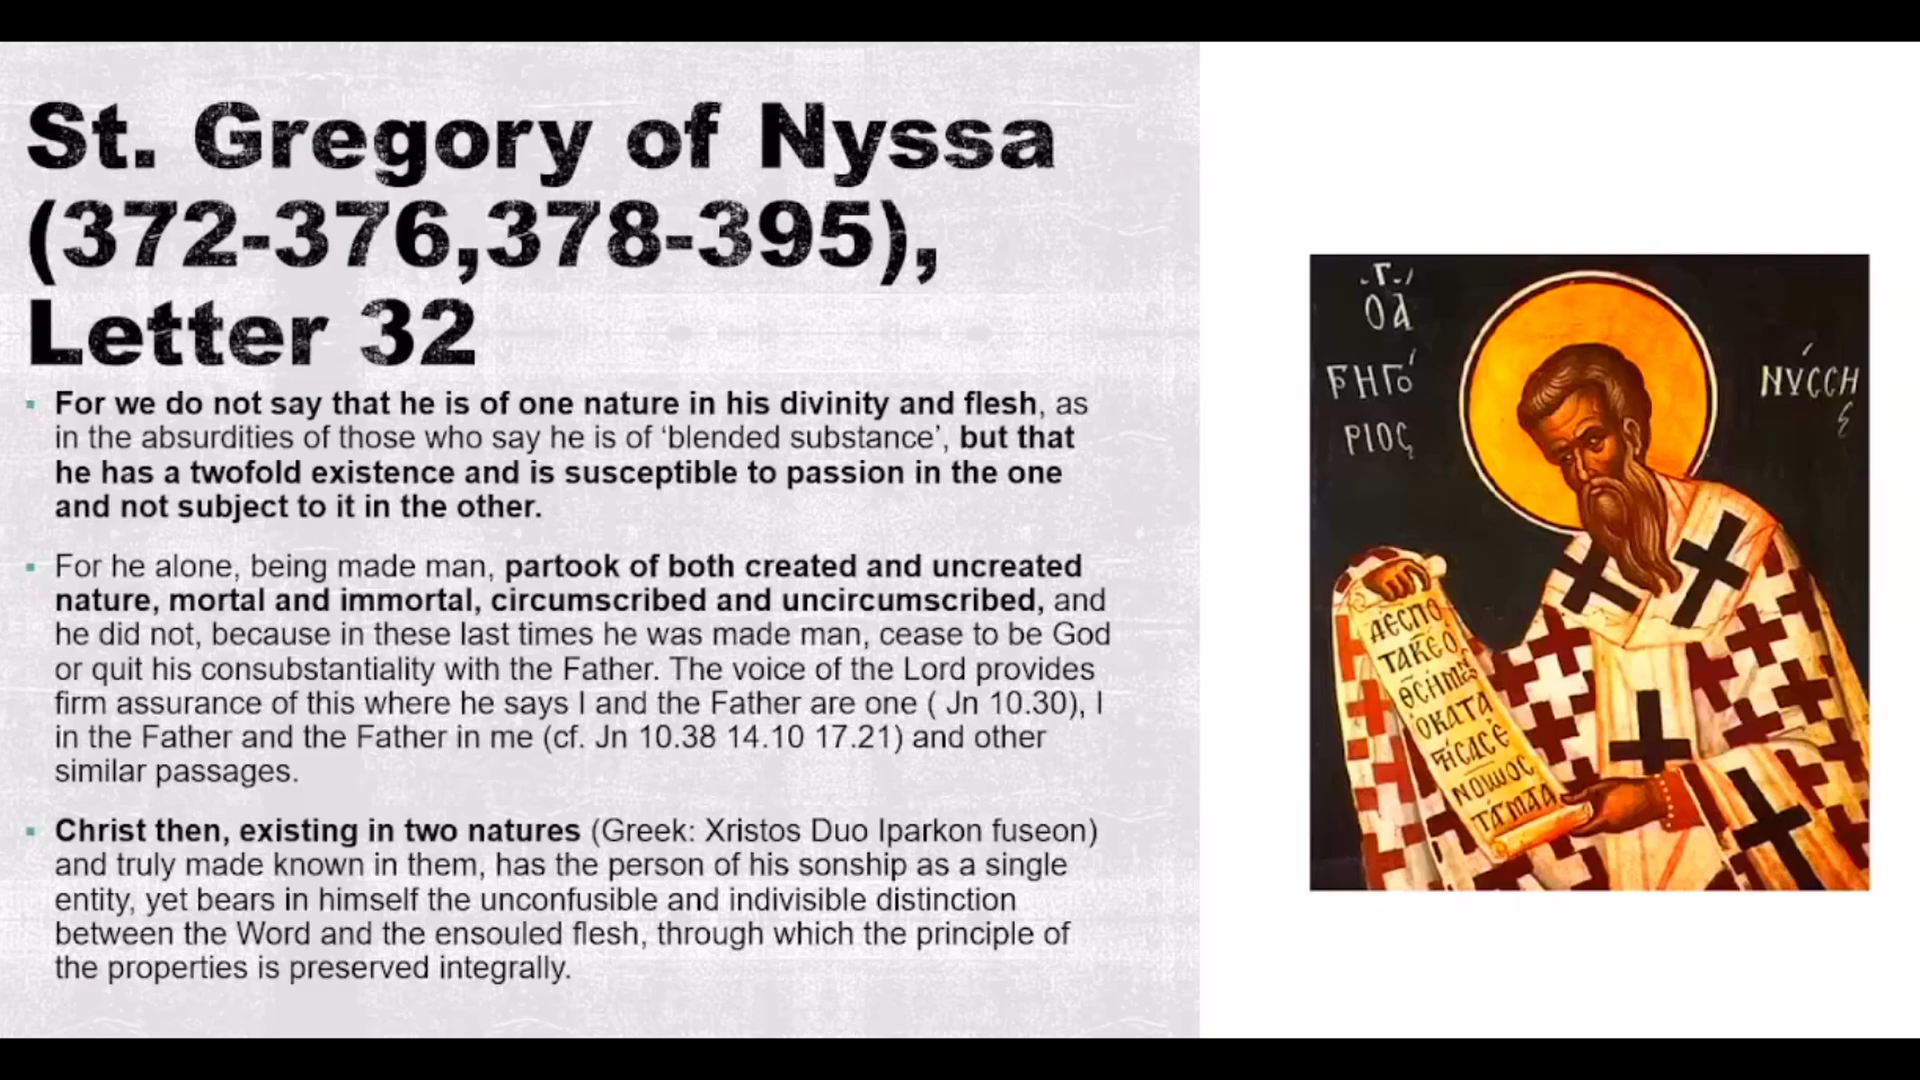 St. Gregory of Nyssa
(372-376,378-395),
Letter 32
For we do not say that he is of one nature in his divinity and flesh, as
in the absurdities of those who say he is of ‘blended substance’, but that
he has a twofold existence and is susceptible to passion in the one
and not subject to it in the other.
For he alone, being made man, partook of both created and uncreated
nature, mortal and immortal, circumscribed and uncircumscribed, and
he did not, because in these last times he was made man, cease to be God
or quit his consubstantiality with the Father. The voice of the Lord provides
firm assurance of this where he says I and the Father are one ( Jn 10.30), I
in the Father and the Father in me (cf. Jn 10.38 14.10 17.21) and other
similar passages.
Christ then, existing in two natures (Greek: Xristos Duo Iparkon fuseon)
and truly made known in them, has the person of his sonship as a single
entity, yet bears in himself the unconfusible and indivisible distinction
between the Word and the ensouled flesh, through which the principle of
the properties is preserved integrally.
ΡΙΟς
ΝΥΣΣΗ
ς
ΔΕΣΠΟ
ΤΑΚΕΟ
ΟΚΑΤΑ